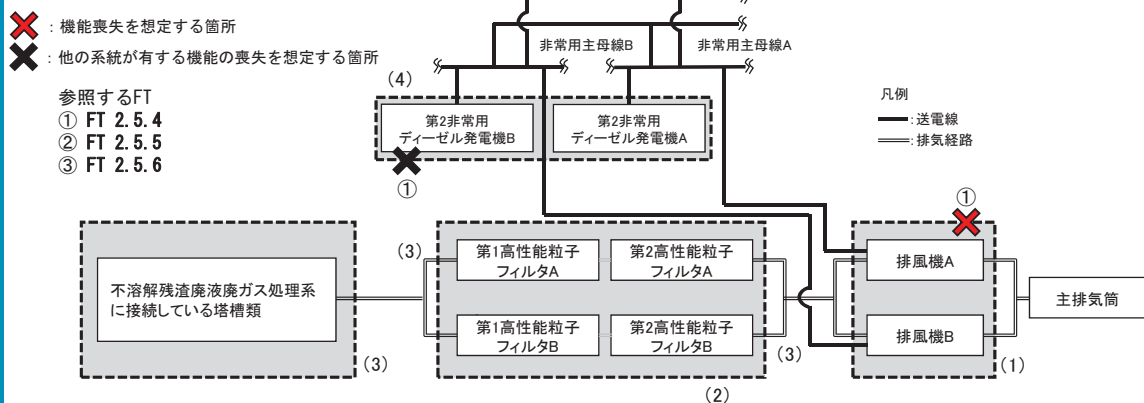 ：機能喪失を想定する箇所
：他の系統が有する機能の喪失を想定する箇所
参照するFT
① FT 2.5.4
② FT 2.5.5
③ FT 2.5.6
非常用主母線B
非常用主母線A
(4)
第2非常用
ディーゼル発電機B
第2非常用
ディーゼル発電機A
①
凡例
：送電線
：排気経路
①
不溶解残渣廃液廃ガス処理系
に接続している塔槽類
(3)
(3)
第1高性能粒子
フィルタA
第2高性能粒子
フィルタA
第1高性能粒子
フィルタB
第2高性能粒子
フィルタB
(3)
(2)
排風機A
排風機B
(1)
主排気筒